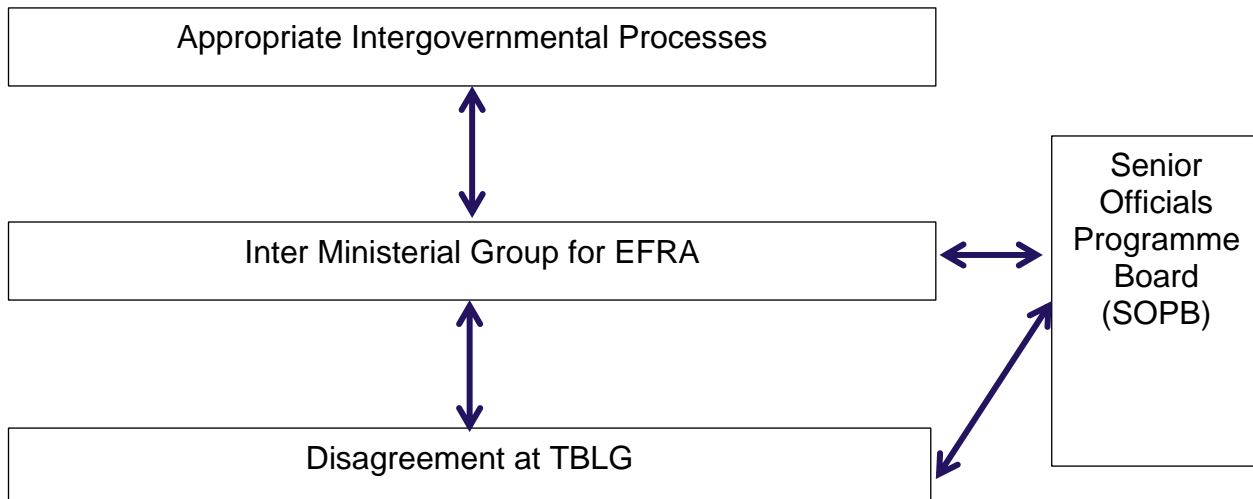 Appropriate Intergovernmental Processes
Inter Ministerial Group for EFRA
Disagreement at TBLG
Senior
Officials
Programme
Board
(SOPB)